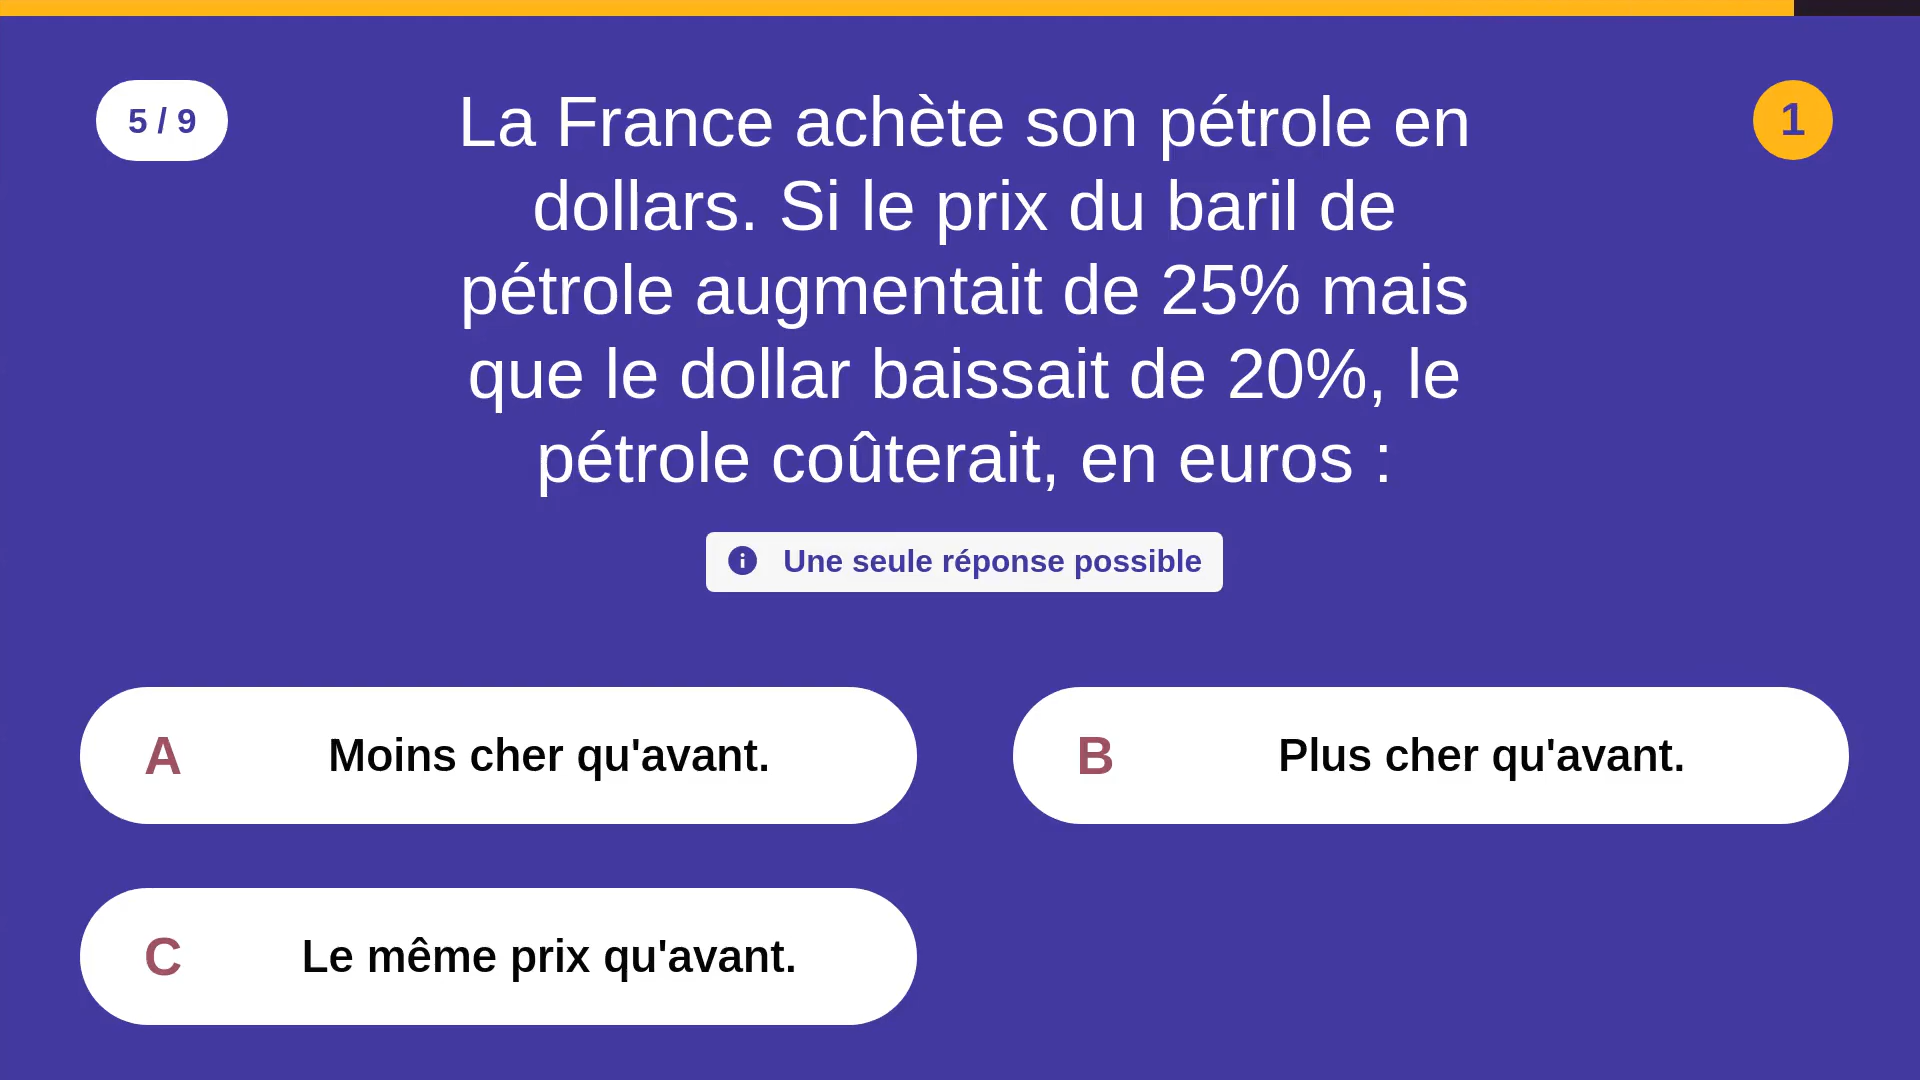 5 / 9
La France achète son pétrole en
dollars. Si le prix du baril de
pétrole augmentait de 25% mais
que le dollar baissait de 20%, le
pétrole coûterait, en euros :
1
Une seule réponse possible
A Moins cher qu'avant.
B Plus cher qu'avant.
C Le même prix qu'avant.